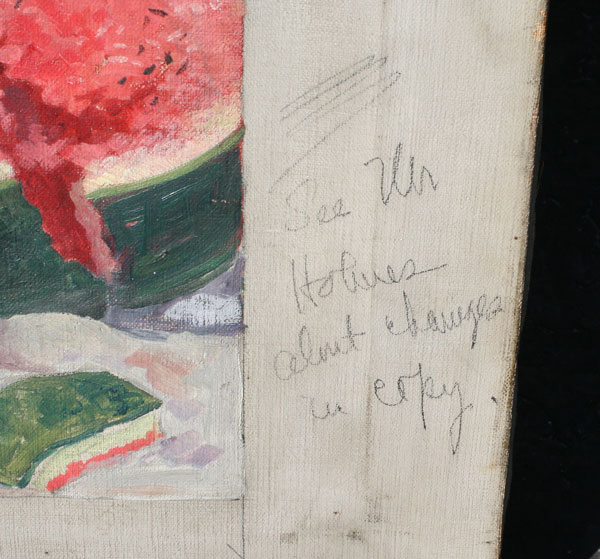 See Mr
Holmes
about changes
in copy.